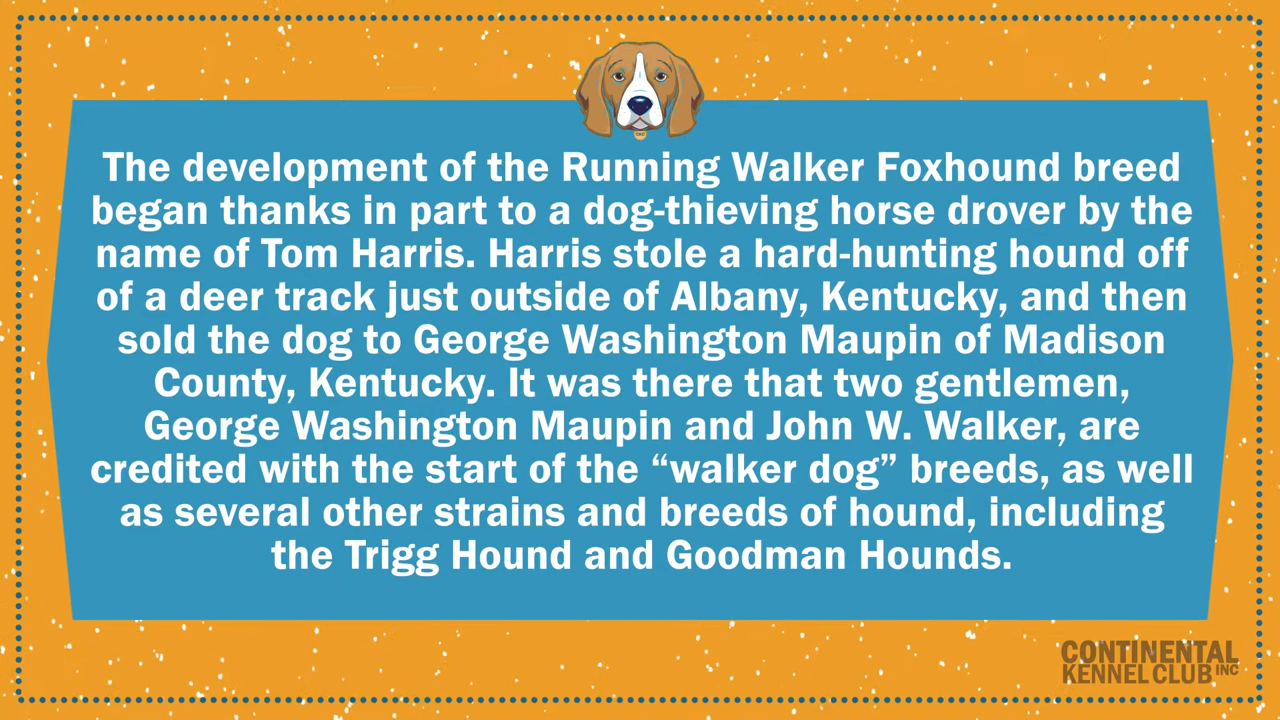 The development of the Running Walker Foxhound breed
began thanks in part to a dog-thieving horse drover by the
name of Tom Harris. Harris stole a hard-hunting hound off
of a deer track just outside of Albany, Kentucky, and then
sold the dog to George Washington Maupin of Madison
County, Kentucky. It was there that two gentlemen,
George Washington Maupin and John W. Walker, are
credited with the start of the “walker dog” breeds, as well
as several other strains and breeds of hound, including
the Trigg Hound and Goodman Hounds.
CONTINENTAL
KENNEL CLUB INC